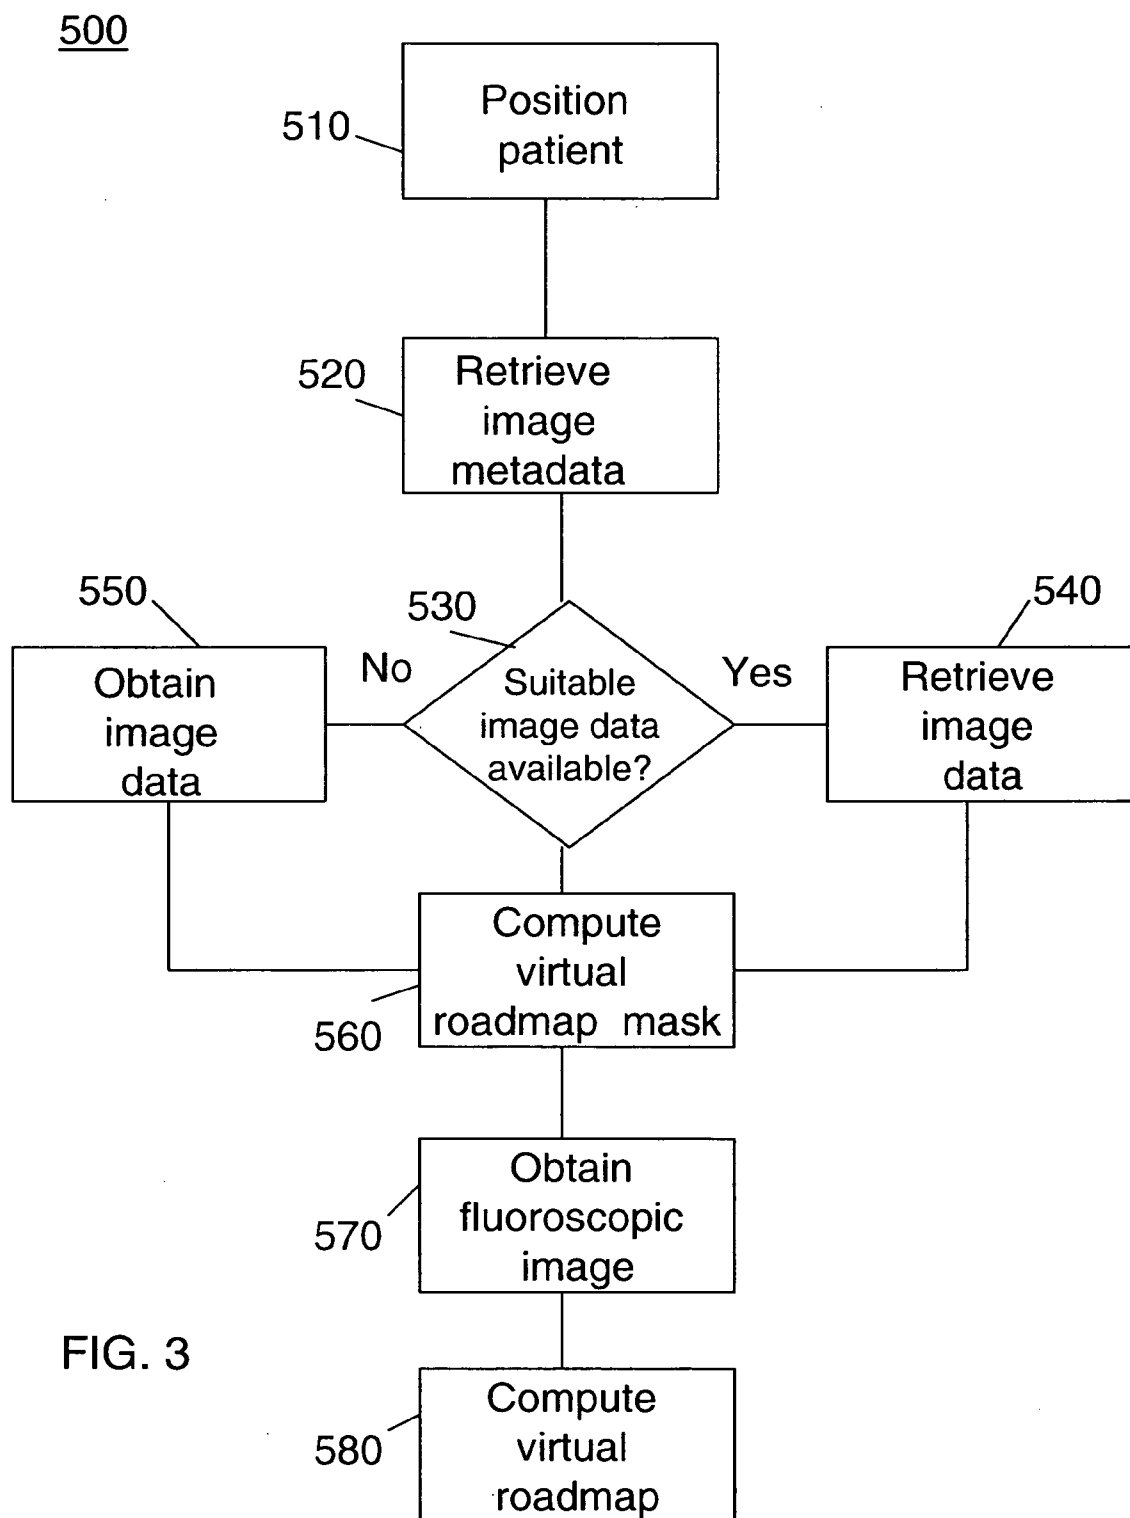 500
Position
patient
510
Retrieve
image
metadata
520
550
530
540
Obtain
image
data
No
Suitable
image data
available?
Yes
Retrieve
image
data
Compute
virtual
roadmap mask
560
Obtain
fluoroscopic
image
570
FIG. 3
Compute
virtual
roadmap
580